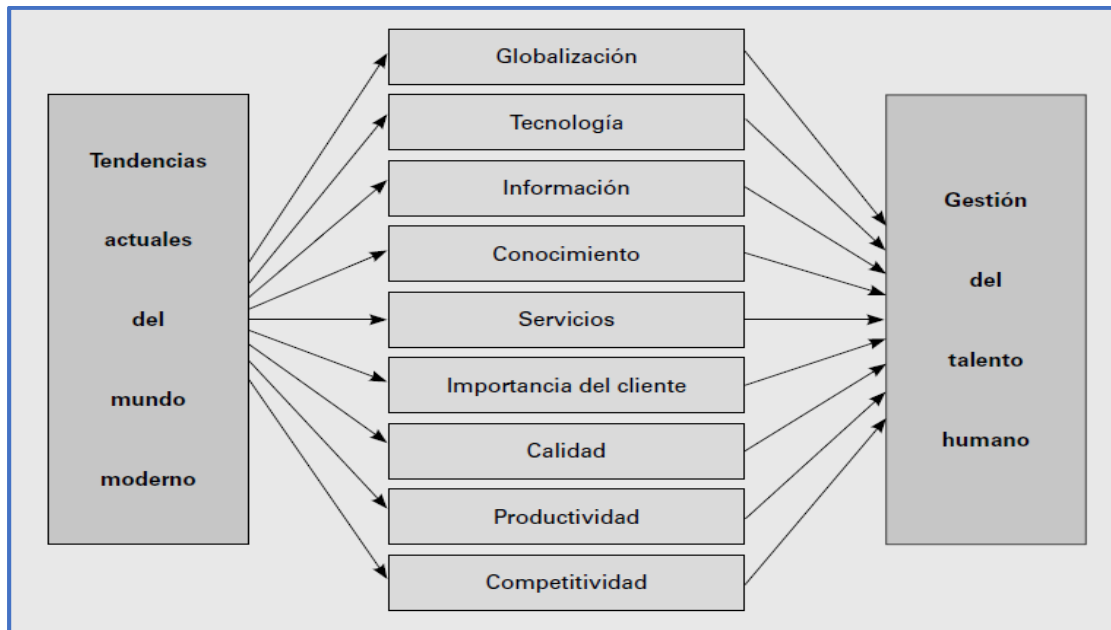 Tendencias
actuales
del
mundo
moderno
Globalización
Tecnología
Información
Conocimiento
Servicios
Importancia del cliente
Calidad
Productividad
Competitividad
Gestión
del
talento
humano